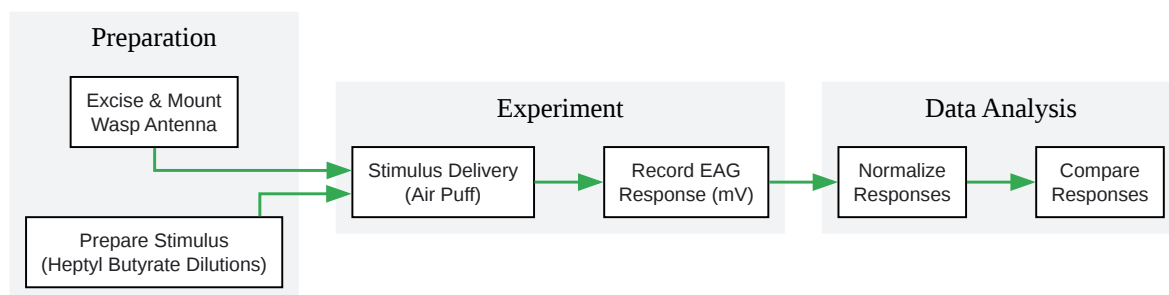 Preparation
Excise & Mount
Wasp Antenna
Prepare Stimulus
(Heptyl Butyrate Dilutions)
Experiment
Stimulus Delivery
(Air Puff)
Record EAG
Response (mV)
Data Analysis
Normalize
Responses
Compare
Responses